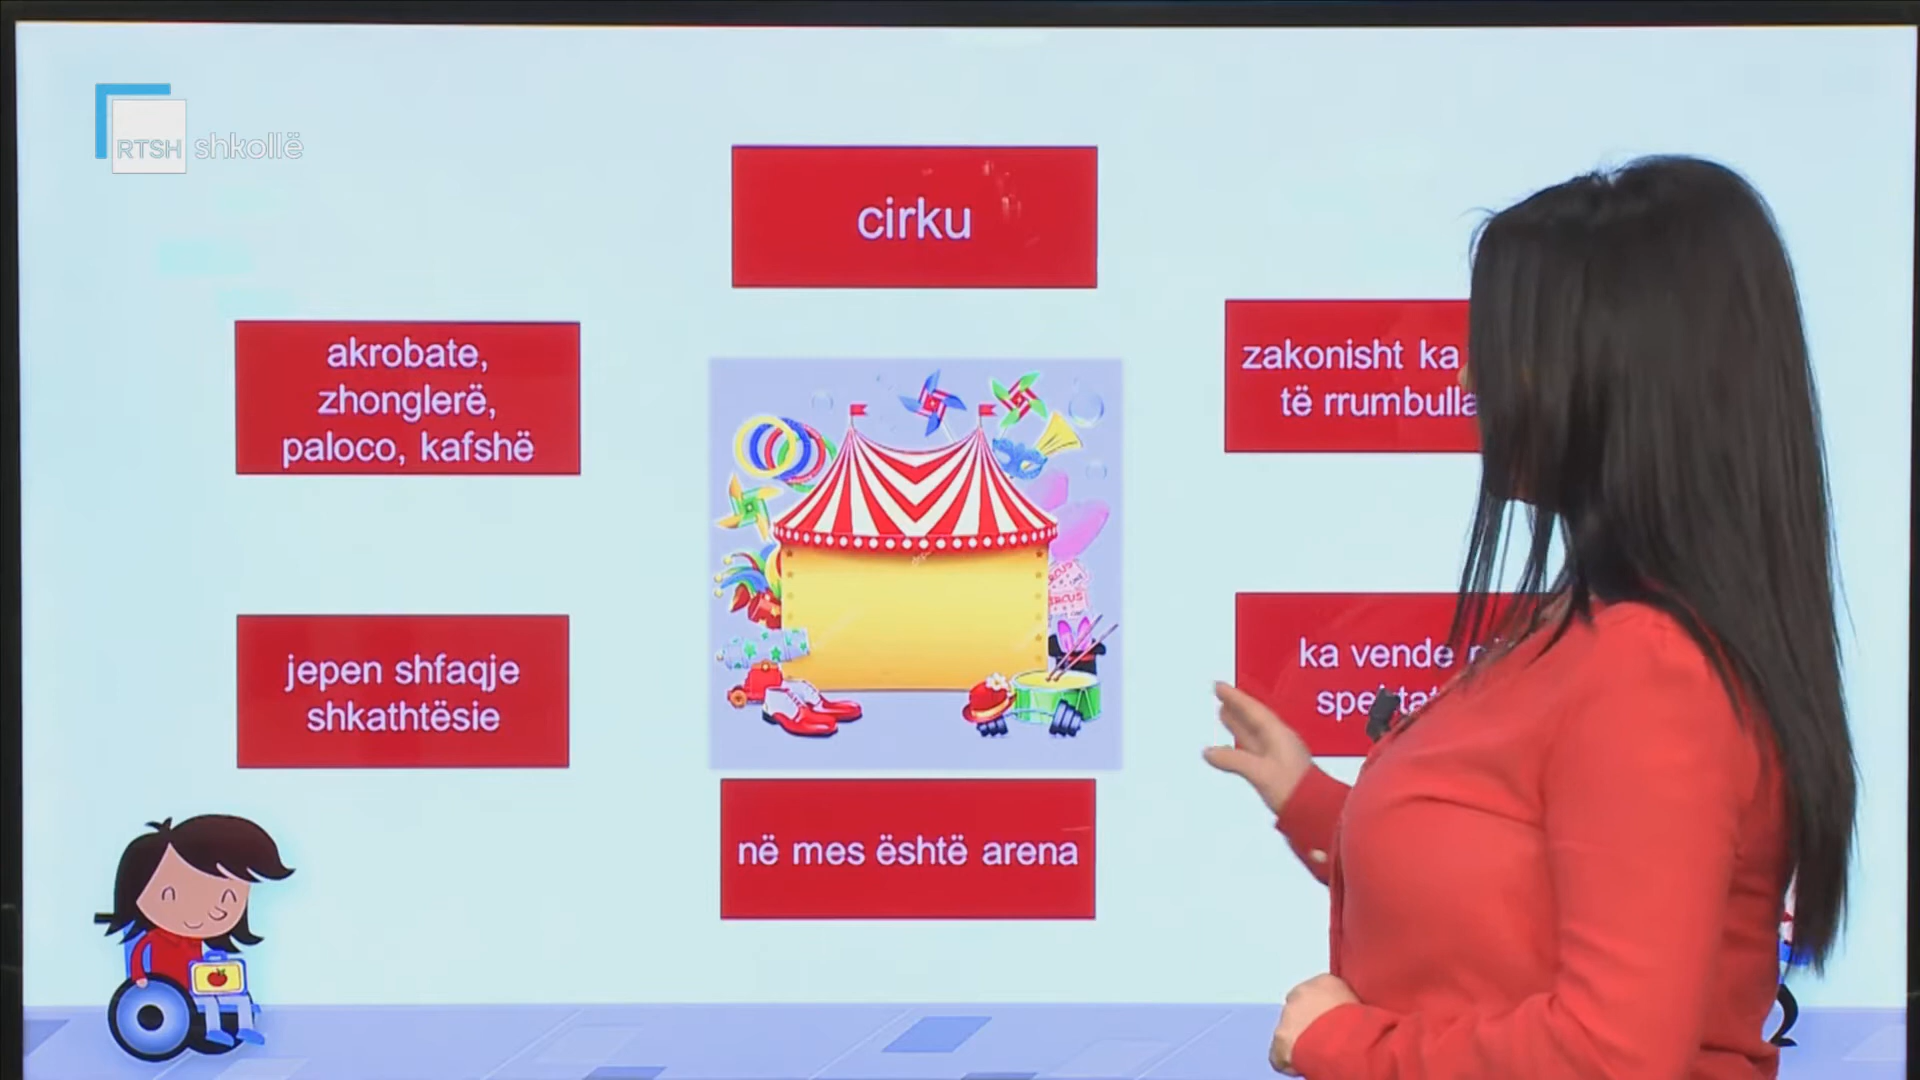 RTSH shkollë
cirku
akrobate,
zhonglerë,
paloco, kafshë
zakonisht ka
të
jepen shfaqje
shkathtësie
ka vende
në mes është arena